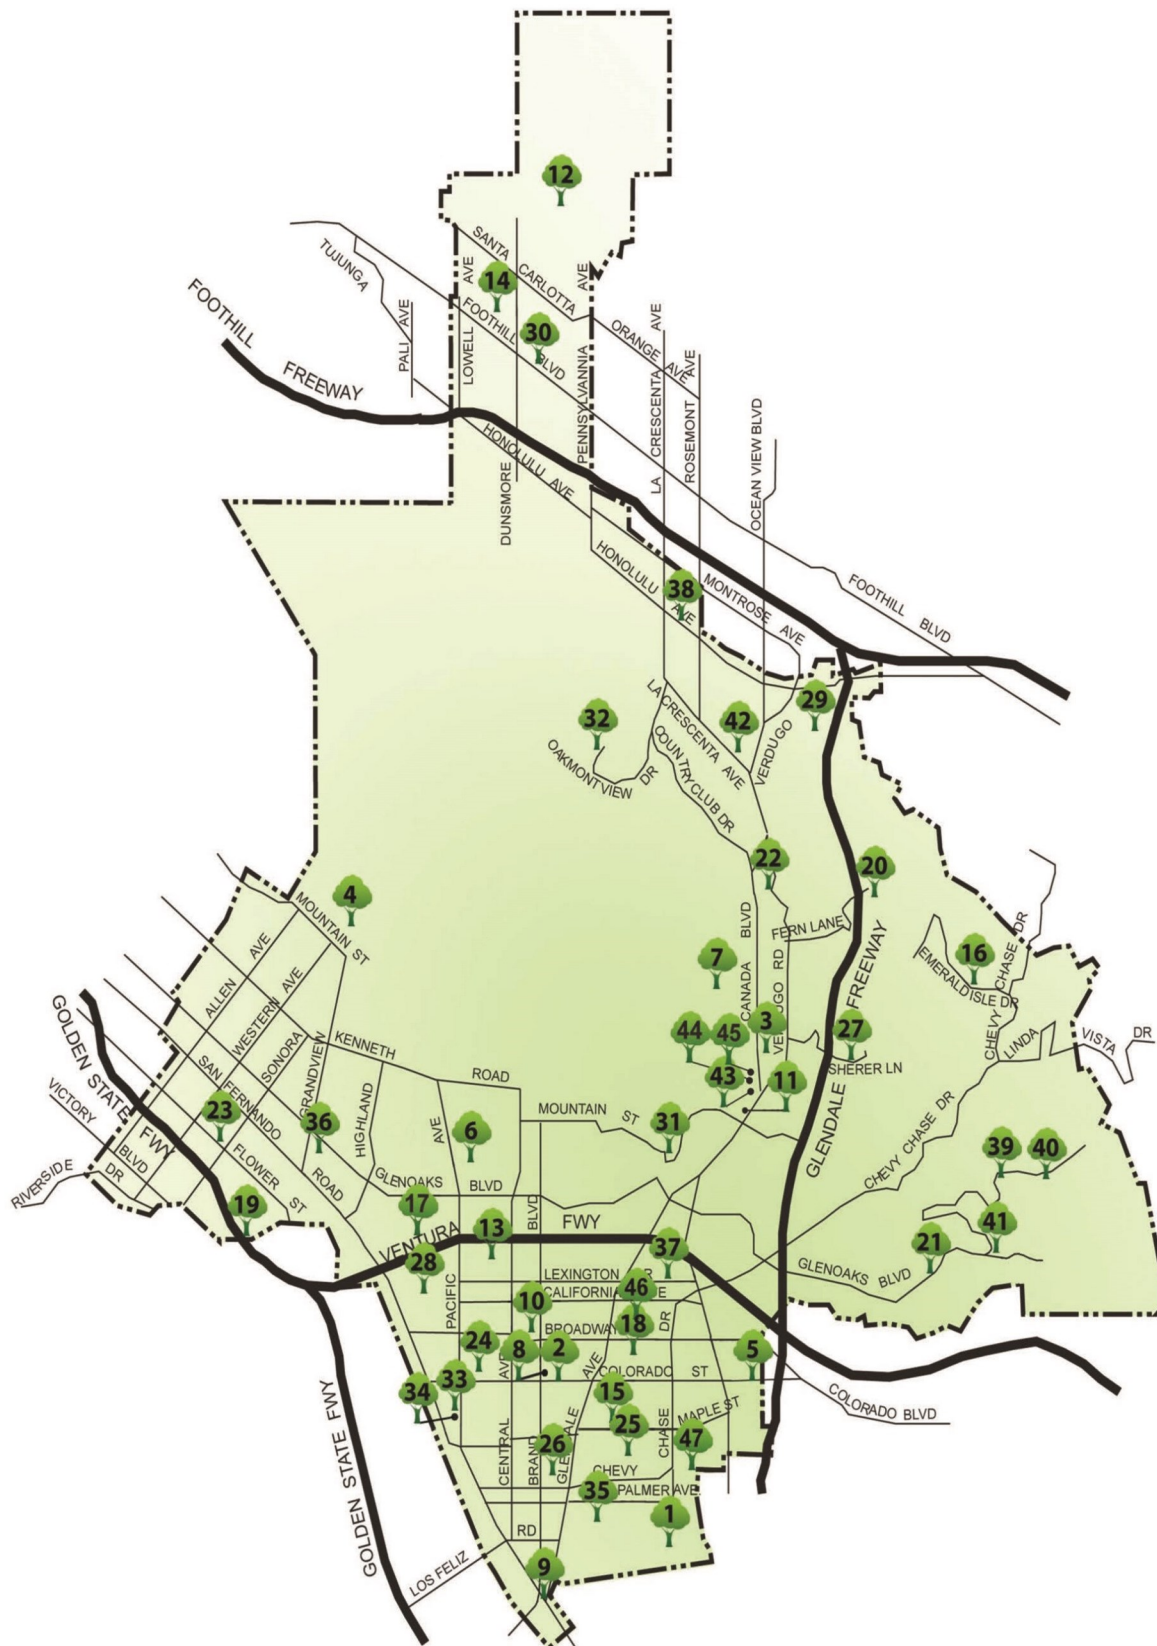 12
SANTA
CARLOTTA
AVE
AVE
TUJUNGA
14
FOOTHILL
BLVD
30
PALI AVE
LOWELL
PENNSYLVANNIA
ORANGE AVE
LA CRESCENTA AVE
ROSEMONT AVE
OCEAN VIEW BLVD
FOOTHILL
FREEWAY
HONOLULU AVE
DUNSMORE
HONOLULU AVE
38
MONTROSE AVE
FOOTHILL BLVD
29
32
42
LA CRESCENTA AVE
VERDUGO
OAKMONTVIEW DR
COUNTRY CLUB DR
22
20
4
MOUNTAIN ST
CANADA BLVD
FERN LANE
7
16
EMERALD ISLE DR
CHEVY CHASE DR
ALLEN AVE
WESTERN AVE
GOLDEN STATE FWY
SONORA
GRANDVIEW
KENNETH ROAD
44
45
3
RD
27
SHERER LN
GLENDALE FREEWAY
LINDA VISTA DR
43
11
SAN FERNANDO ROAD
VICTORY BLVD
23
36
HIGHLAND
AVE
6
MOUNTAIN ST
31
CHEVY CHASE DR
39
40
RIVERSIDE DR
FLOWER ST
GLENOAKS BLVD
19
17
BLVD
VENTURA FWY
13
37
21
41
28
GLENOAKS BLVD
PACIFIC
LEXINGTON
CALIFORNIA
46
10
BROADWAY
18
DR
24
8
2
5
AVE
AVE
COLORADO ST
COLORADO BLVD
34
33
15
MAPLE ST
25
CENTRAL
BRAND
26
CHASE
47
CHEVY
35
PALMER AVE.
1
GOLDEN STATE FWY
RD
LOS FELIZ
9